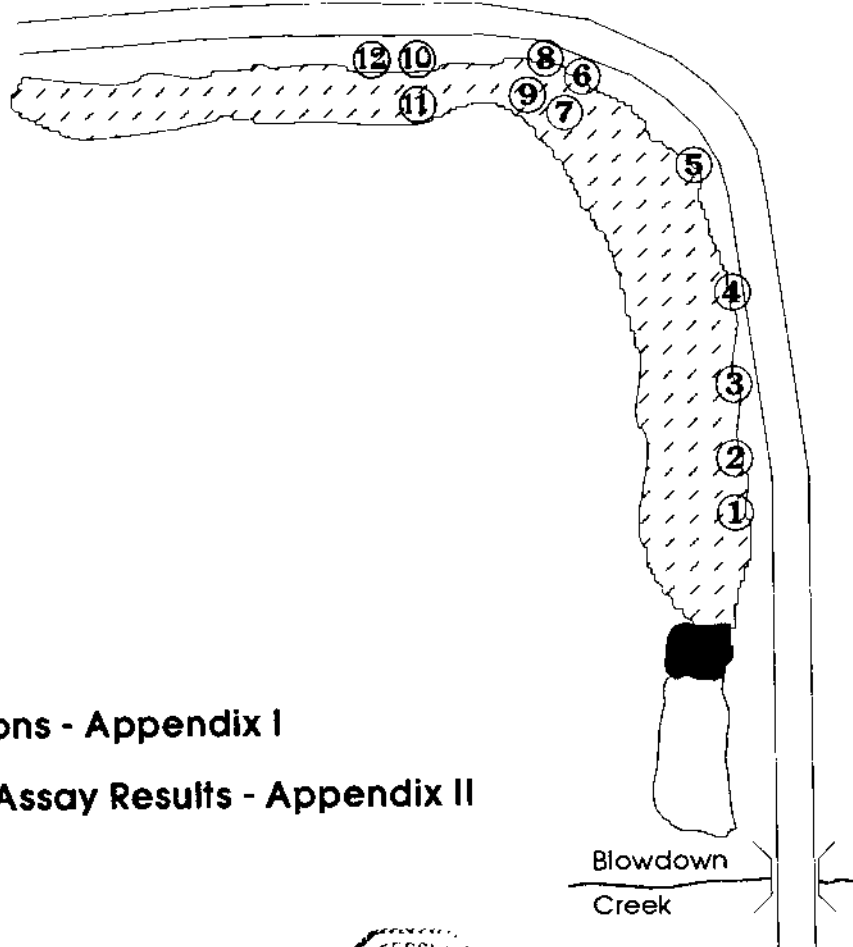 12 10 8 6
11 9 7
5
4
3
2
1
ons - Appendix I
Assay Results - Appendix II
Blowdown
Creek